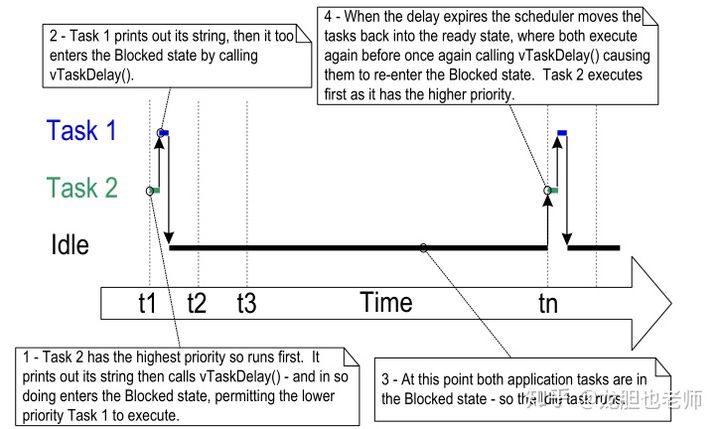 2 - Task 1 prints out its string, then it too
enters the Blocked state by calling
vTaskDelay().
4 - When the delay expires the scheduler moves the
tasks back into the ready state, where both execute
again before once again calling vTaskDelay() causing
them to re-enter the Blocked state. Task 2 executes
first as it has the higher priority.
Task 1
Task 2
Idle
t1 t2 t3 Time tn
1 - Task 2 has the highest priority so runs first. It
prints out its string then calls vTaskDelay() - and in so
doing enters the Blocked state, permitting the lower
priority Task 1 to execute.
3 - At this point both application tasks are in
the Blocked state - so the Idle task runs.
知乎 @龙胆也老师